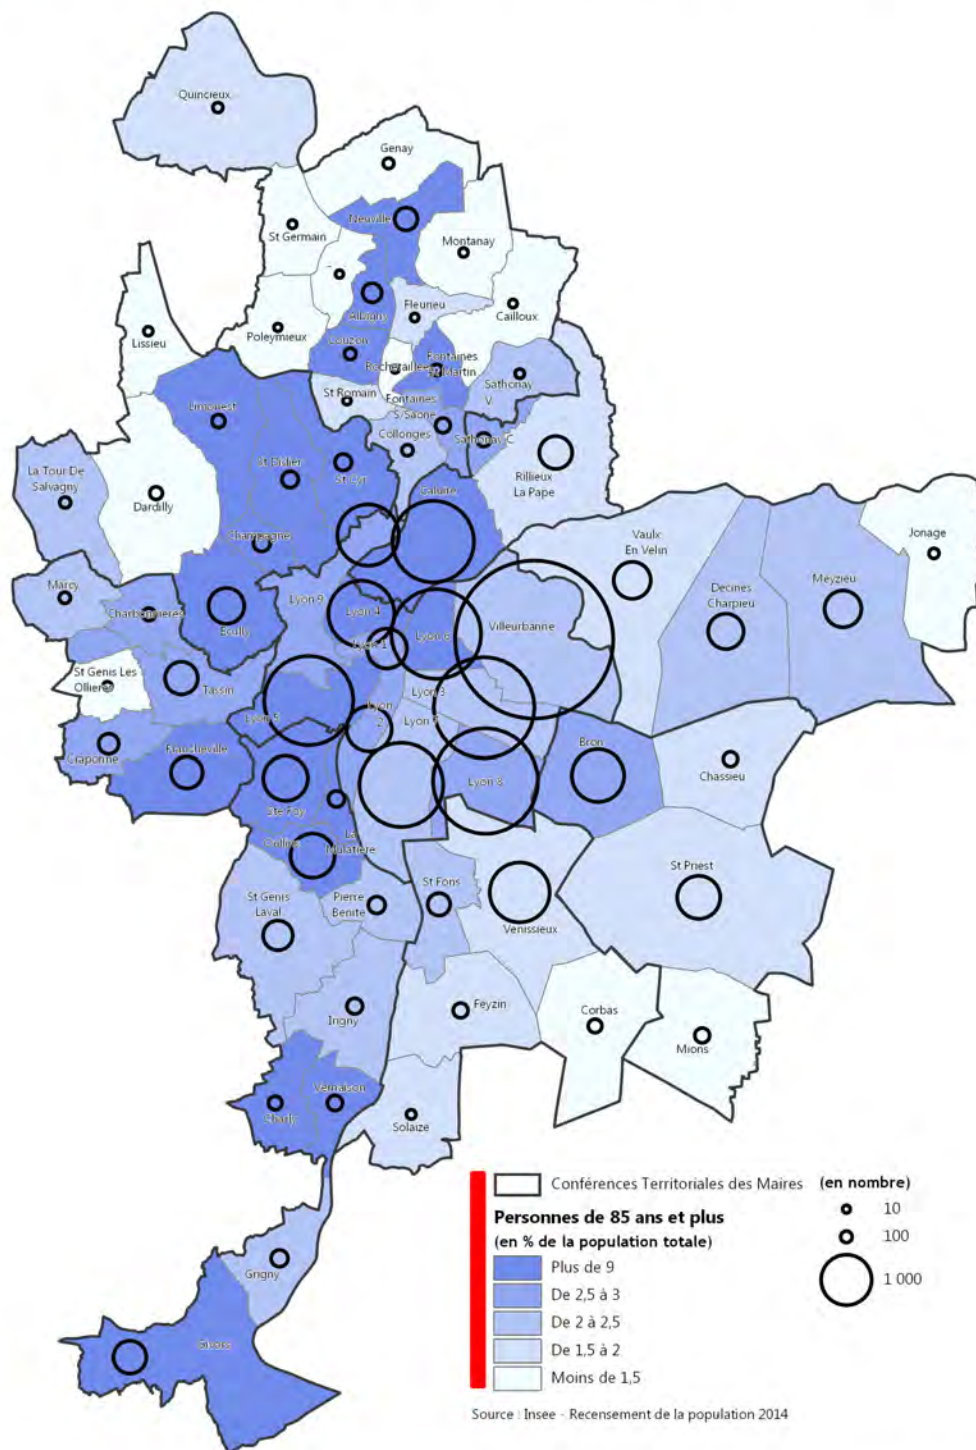 Quincieux
Genay
Neuville
St Germain
Montanay
Fleurieu
Albigny
Cailloux
Lissieu
Poleymieux
Couzon
Rochetaillée
Fontaines
St Martin
Sathonay
V
St Romain
Fontaines
S/Saône
Limonest
Collonges
Sathonay C
La Tour De
Salvagny
St Didier
St Cyr
Rillieux
La Pape
Dardilly
Caluire
Champagne
Vaulx
En Velin
Jonage
Marcy
Charbonnières
Lyon 9
Lyon 4
Decines
Charpieu
Meyzieu
Ecully
Lyon 1
Lyon 6
Villeurbanne
St Genis Les
Ollieres
Tassin
Lyon 3
Lyon 5
Lyon
2
Lyon 7
Craponne
Francheville
Bron
Chassieu
Ste Foy
Lyon 8
Oullins
La
Mulatière
St Priest
St Genis
Laval
Pierre
Benite
St Fons
Venissieux
Irigny
Feyzin
Corbas
Mions
Charly
Vernaison
Solaize
Grigny
Givors
Conférences Territoriales des Maires
(en nombre)
Personnes de 85 ans et plus
(en % de la population totale)
10
100
1 000
Plus de 9
De 2,5 à 3
De 2 à 2,5
De 1,5 à 2
Moins de 1,5
Source : Insee - Recensement de la population 2014